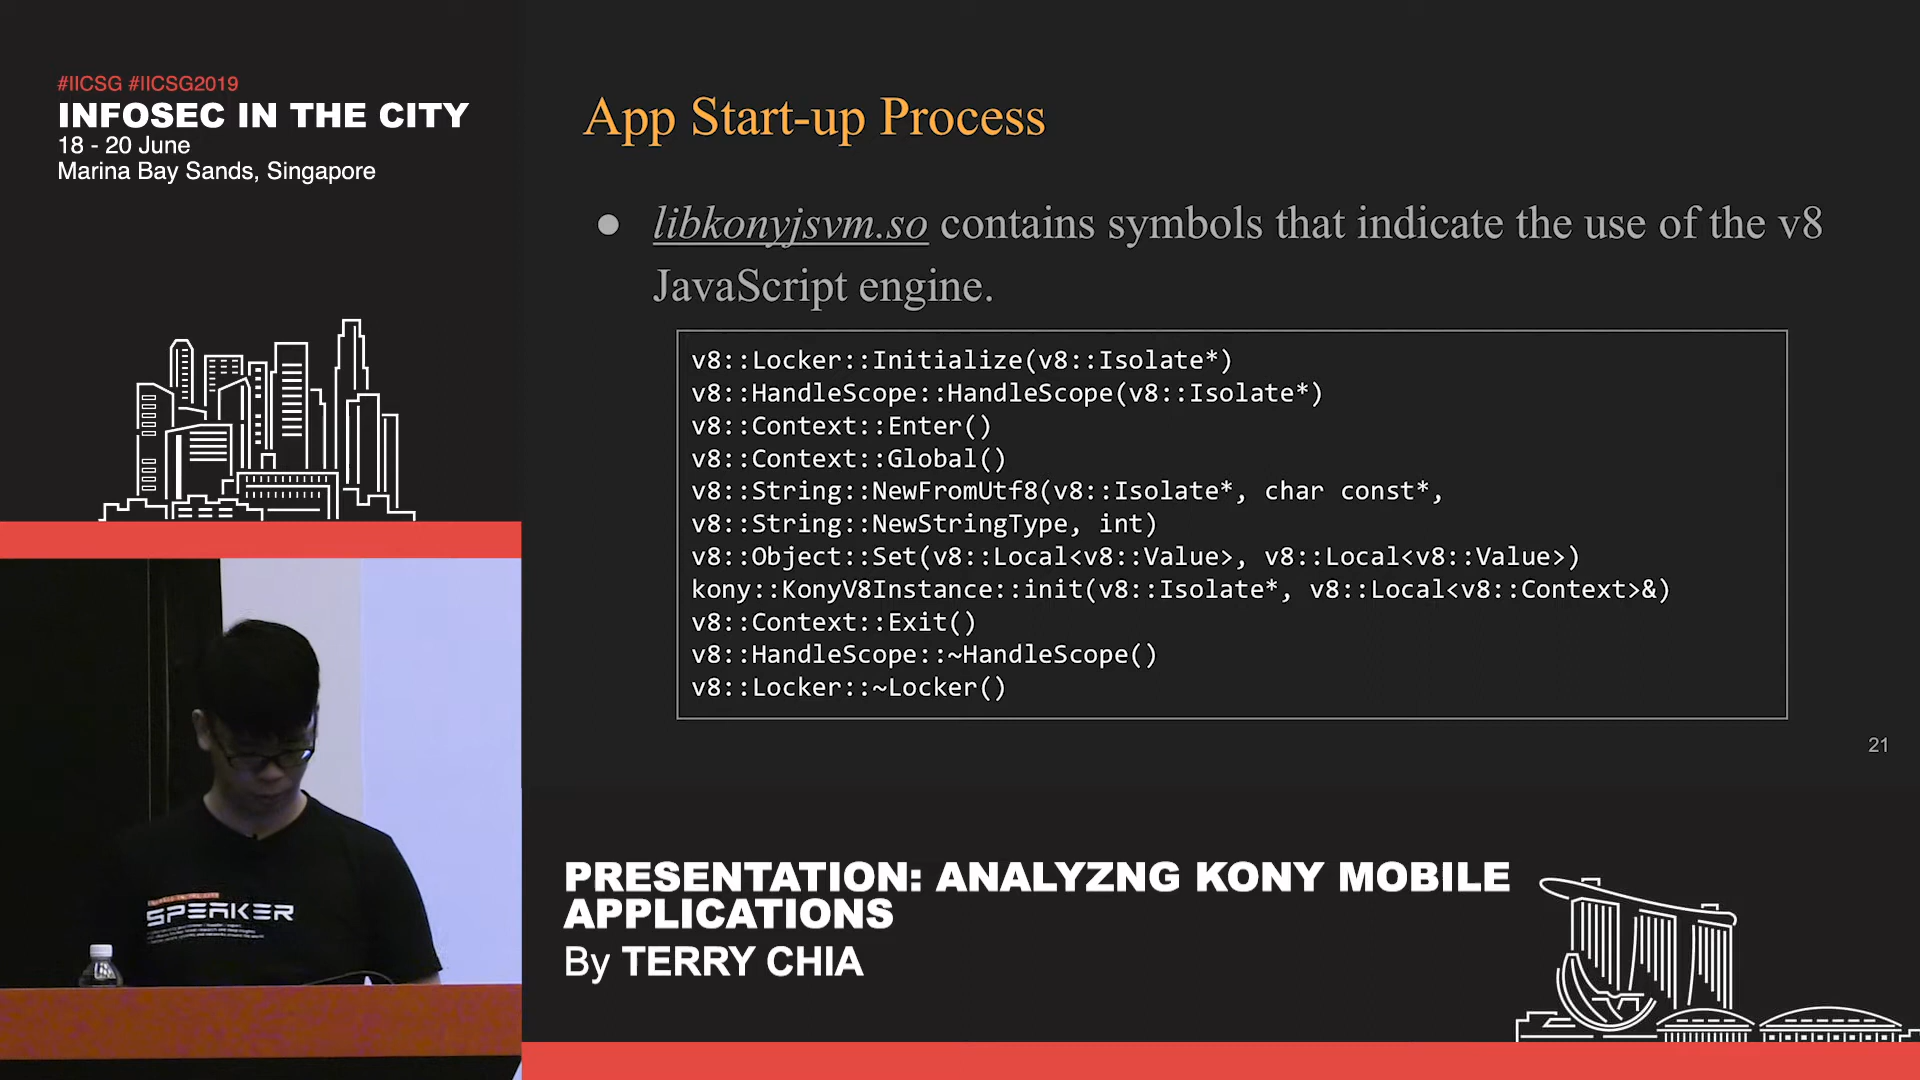 #IICSG #IICSG2019
INFOSEC IN THE CITY
18 - 20 June
Marina Bay Sands, Singapore
App Start-up Process
● libkonyjsvm.so contains symbols that indicate the use of the v8
JavaScript engine.
v8::Locker::Initialize(v8::Isolate*)
v8::HandleScope::HandleScope(v8::Isolate*)
v8::Context::Enter()
v8::Context::Global()
v8::String::NewFromUtf8(v8::Isolate*, char const*,
v8::String::NewStringType, int)
v8::Object::Set(v8::Local<v8::Value>, v8::Local<v8::Value>)
kony::KonyV8Instance::init(v8::Isolate*, v8::Local<v8::Context>&)
v8::Context::Exit()
v8::HandleScope::~HandleScope()
v8::Locker::~Locker()
21
SPEAKER
PRESENTATION: ANALYZNG KONY MOBILE
APPLICATIONS
By TERRY CHIA